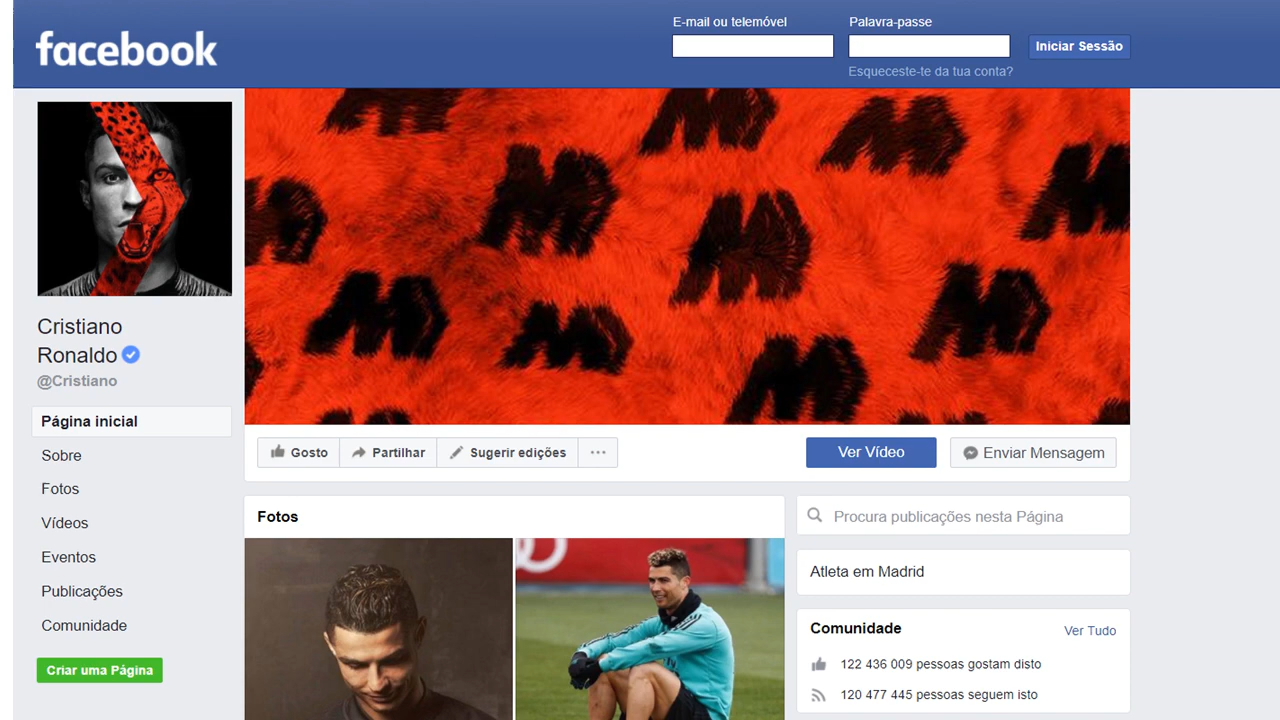 facebook
E-mail ou telemóvel
Palavra-passe
Iniciar Sessão
Esqueceste-te da tua conta?
Cristiano
Ronaldo
@Cristiano
Página inicial
Sobre
Fotos
Vídeos
Eventos
Publicações
Comunidade
Criar uma Página
Gosto
Partilhar
Sugerir edições
Ver Vídeo
Enviar Mensagem
Fotos
Procura publicações nesta Página
Atleta em Madrid
Comunidade
Ver Tudo
122 436 009 pessoas gostam disto
120 477 445 pessoas seguem isto